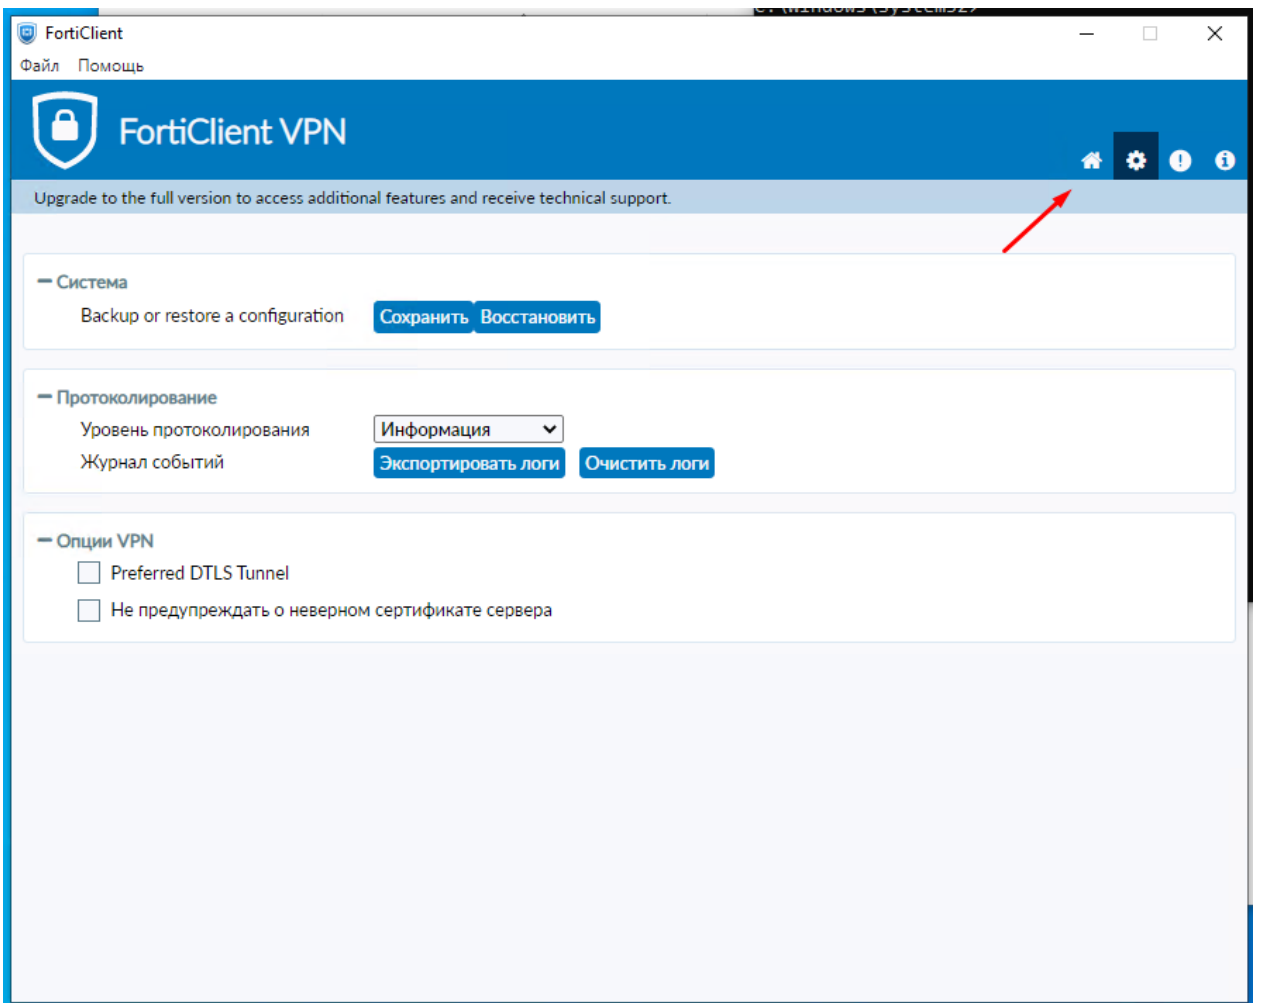 FortiClient
Файл Помощь
FortiClient VPN
Upgrade to the full version to access additional features and receive technical support.
Система
Backup or restore a configuration Сохранить Восстановить
Протоколирование
Уровень протоколирования Информация
Журнал событий Экспортировать логи Очистить логи
Опции VPN
Preferred DTLS Tunnel
Не предупреждать о неверном сертификате сервера